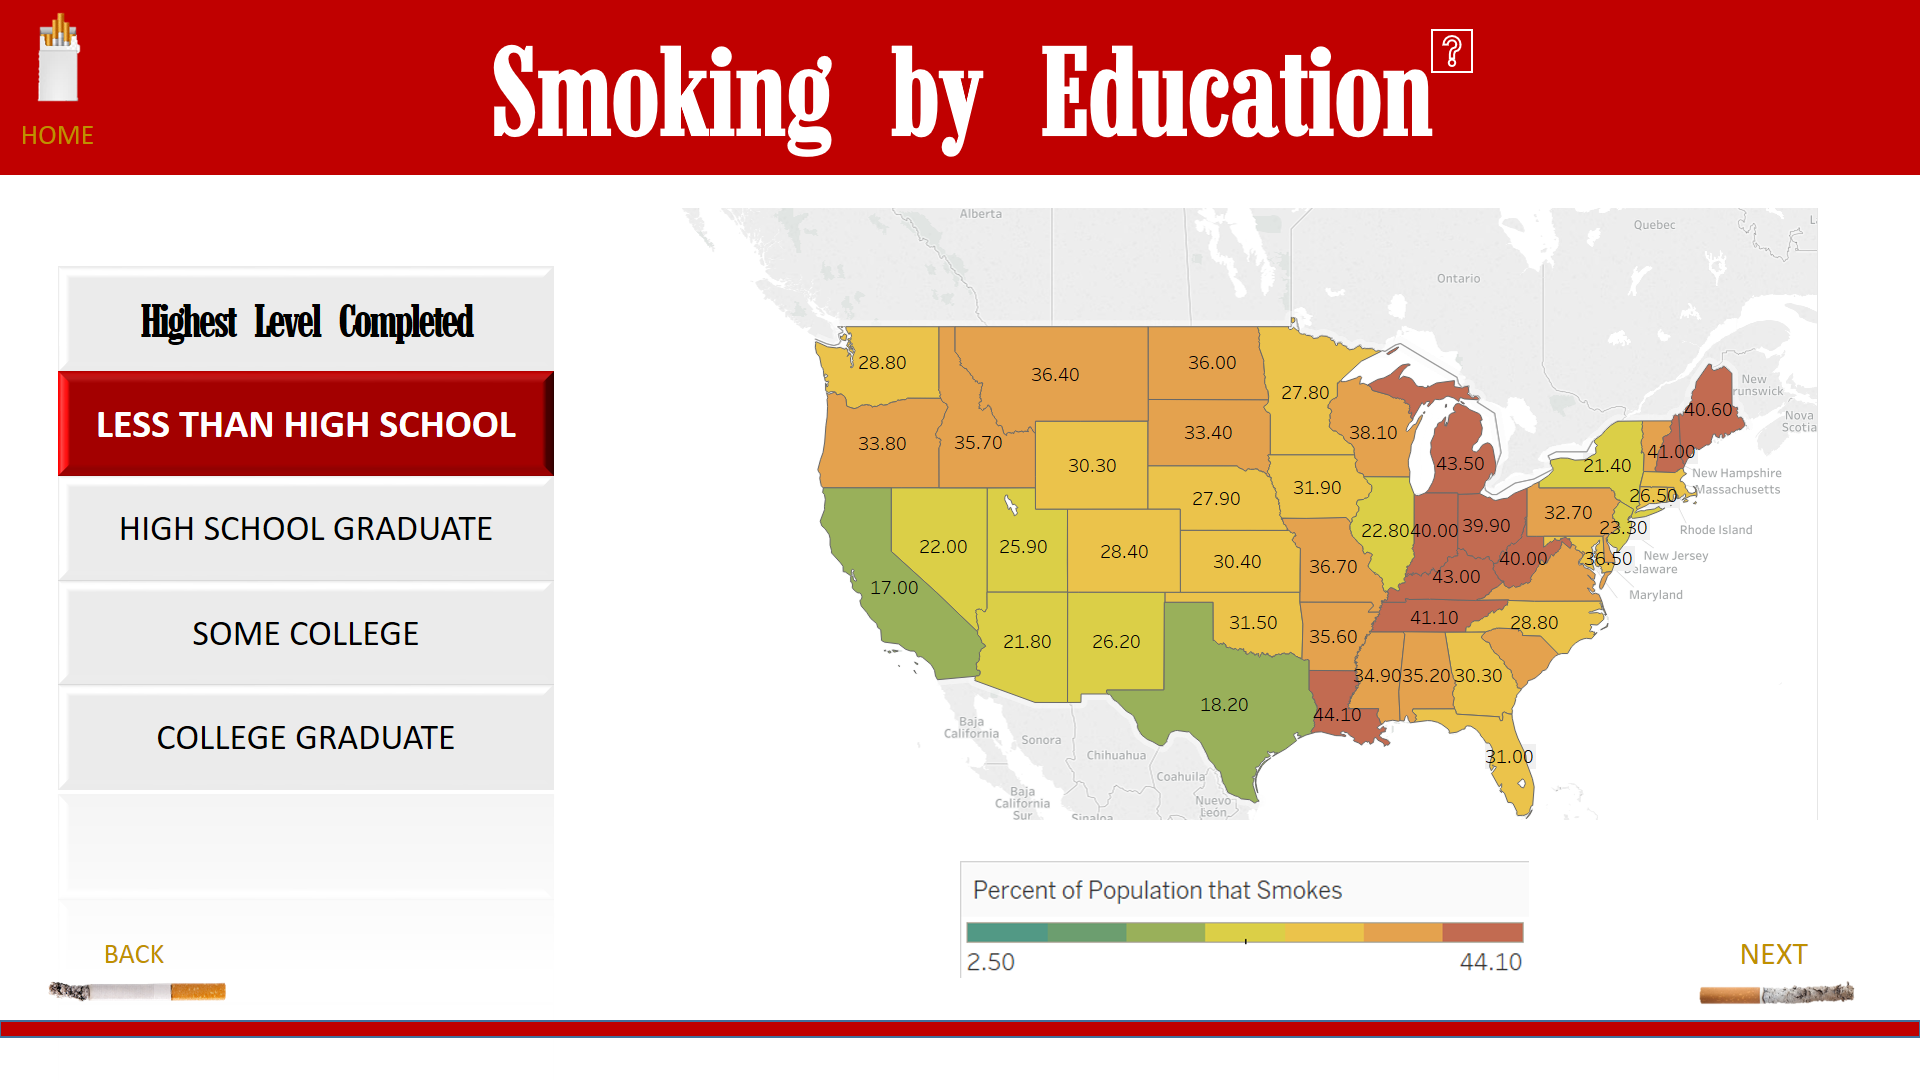 Smoking by Education
?
HOME
Highest Level Completed
LESS THAN HIGH SCHOOL
HIGH SCHOOL GRADUATE
SOME COLLEGE
COLLEGE GRADUATE
BACK
NEXT
Alberta
Quebec
Ontario
New
runswick
Nova
Scotia
28.80
36.40
36.00
27.80
40.60
33.80
35.70
33.40
38.10
41.00
30.30
43.50
21.40
New Hampshire
Massachusetts
27.90
31.90
26.50
22.00
25.90
28.40
30.40
22.80
40.00
39.90
32.70
23.30
Rhode Island
36.70
40.00
36.50
New Jersey
elaware
Maryland
17.00
43.00
41.10
28.80
21.80
26.20
31.50
35.60
18.20
34.90
35.20
30.30
44.10
31.00
Baja
California
Sonora
Chihuahua
Coahuila
Baja
California
Sur
Sinaloa
Nuevo
León
Percent of Population that Smokes
2.50
44.10